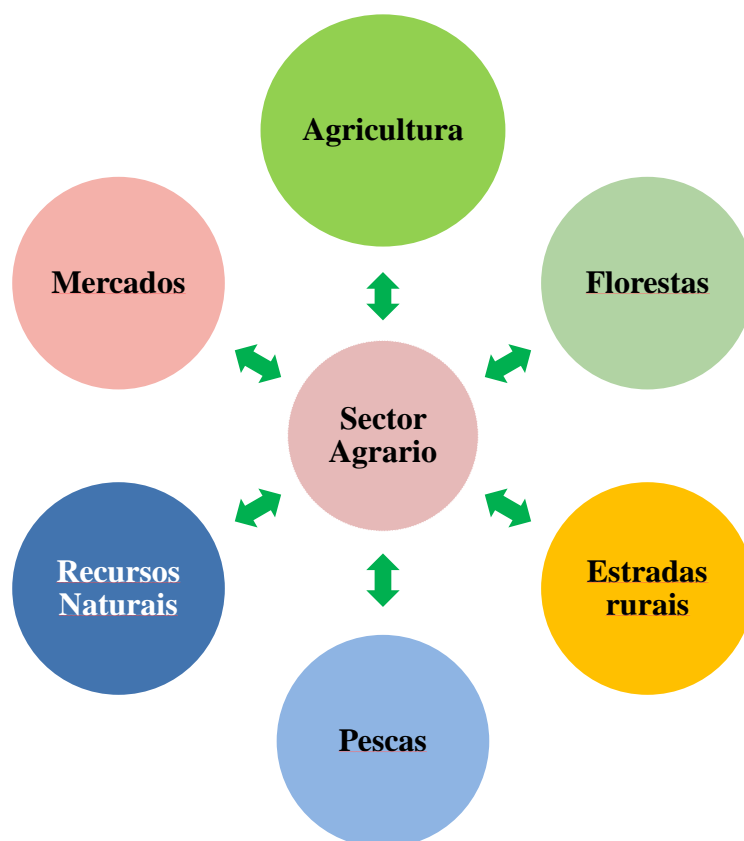 Agricultura
Mercados
Florestas
Sector
Agrario
Recursos
Naturais
Estradas
rurais
Pescas